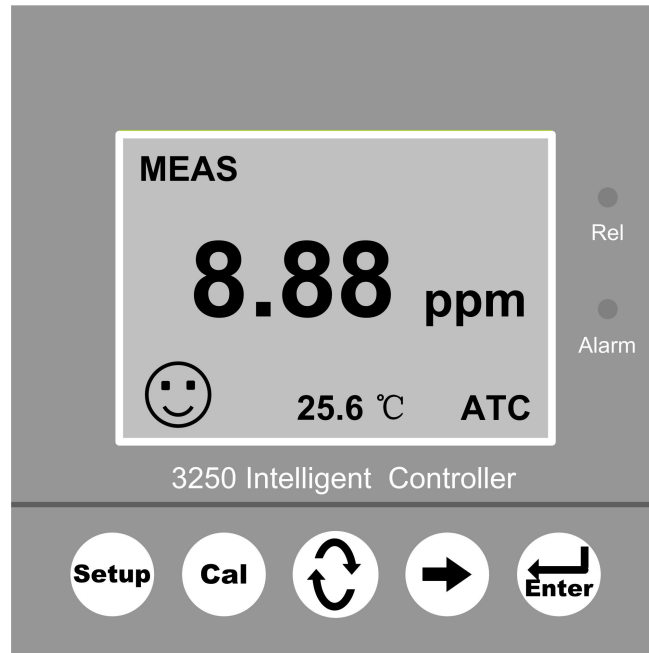 MEAS
8.88 ppm
25.6 ℃ ATC
Rel
Alarm
3250 Intelligent Controller
Setup
Cal
Enter